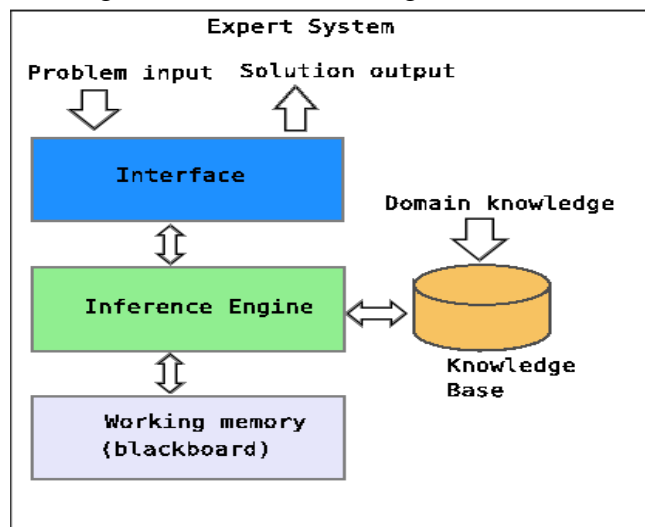 Expert System
Problem input
Solution output
Interface
Domain knowledge
Inference Engine
Knowledge
Base
Working memory
(blackboard)